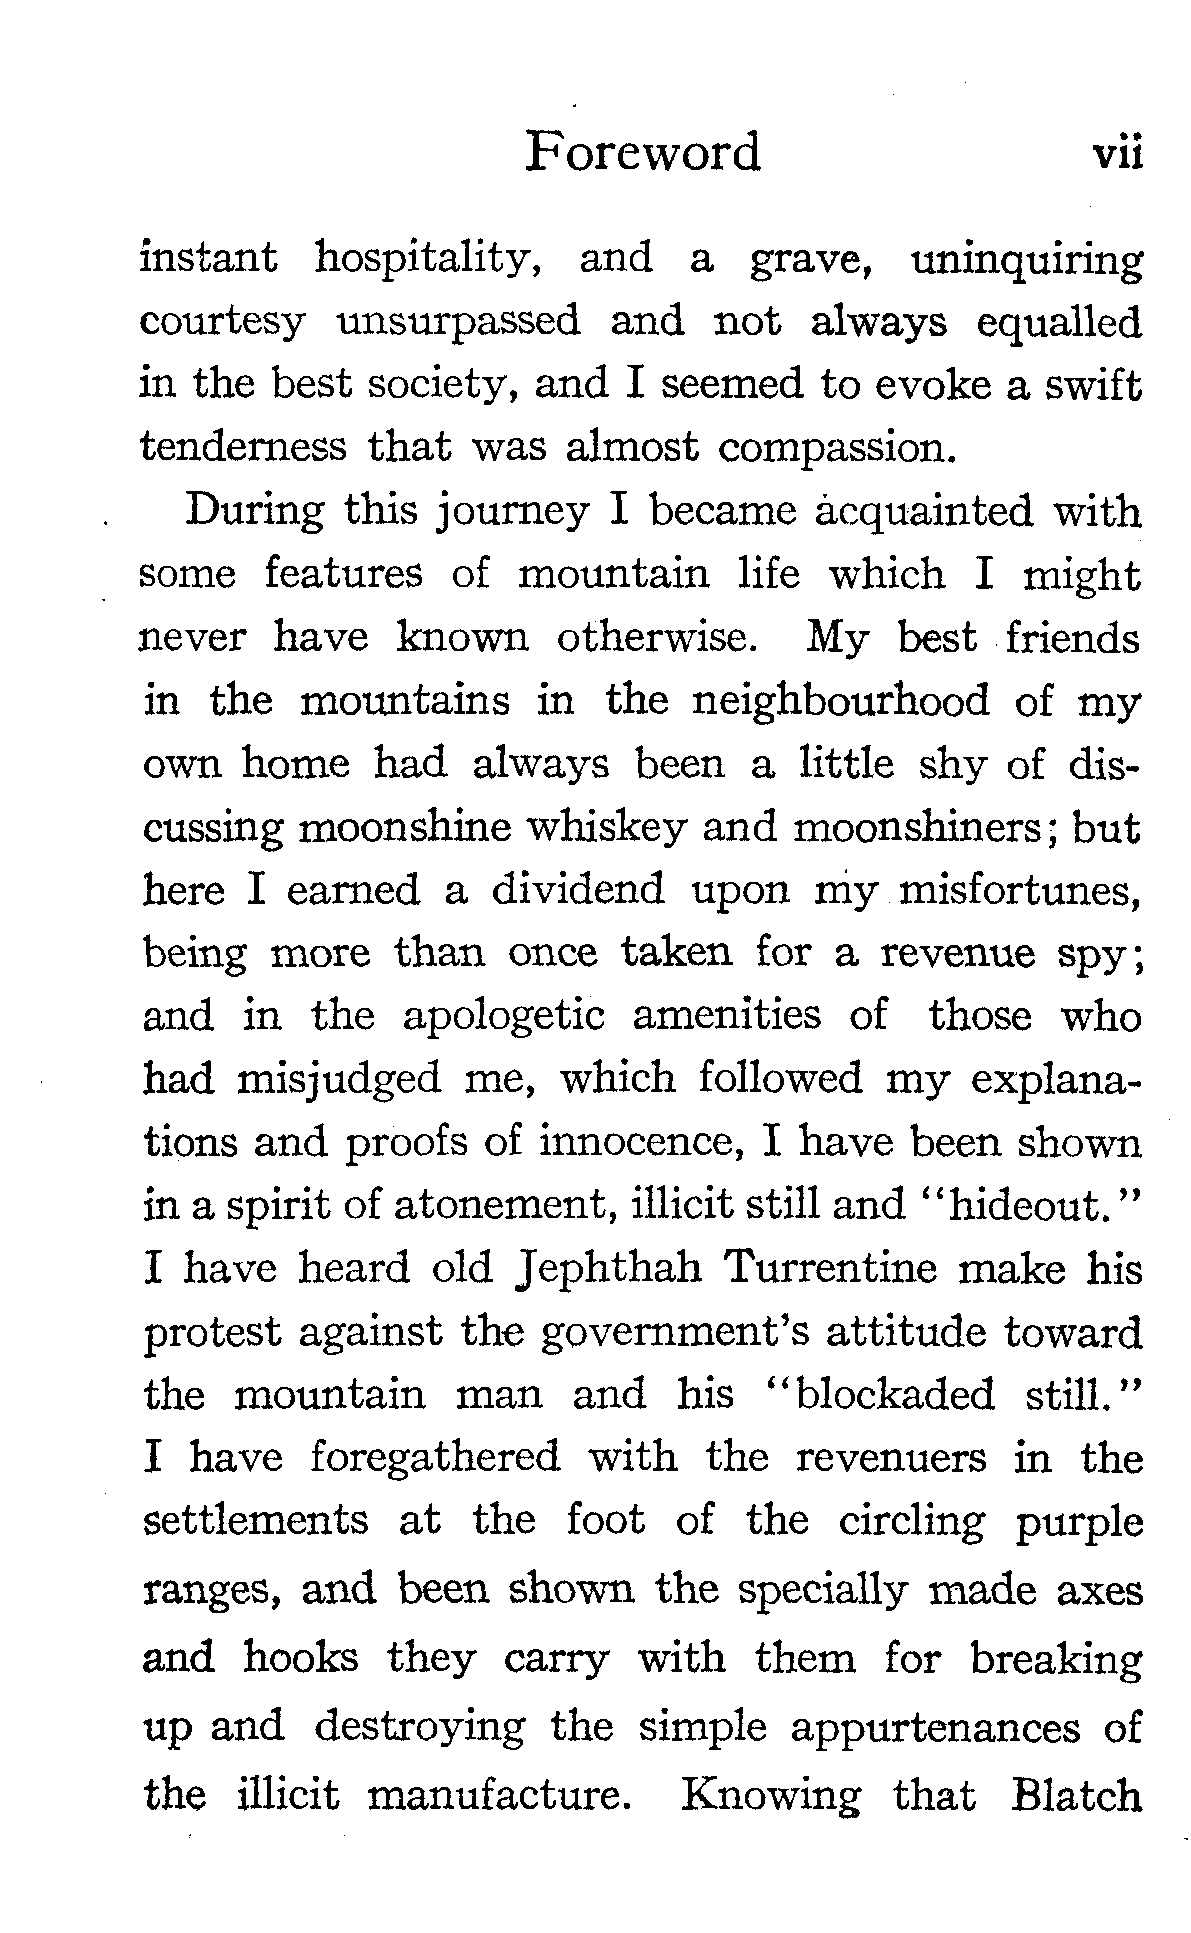 Foreword vii
instant hospitality, and a grave, uninquiring
courtesy unsurpassed and not always equalled
in the best society, and I seemed to evoke a swift
tenderness that was almost compassion.
During this journey I became acquainted with
some features of mountain life which I might
never have known otherwise. My best friends
in the mountains in the neighbourhood of my
own home had always been a little shy of dis-
cussing moonshine whiskey and moonshiners; but
here I earned a dividend upon my misfortunes,
being more than once taken for a revenue spy;
and in the apologetic amenities of those who
had misjudged me, which followed my explana-
tions and proofs of innocence, I have been shown
in a spirit of atonement, illicit still and "hideout."
I have heard old Jephthah Turrentine make his
protest against the government's attitude toward
the mountain man and his "blockaded still."
I have foregathered with the revenuers in the
settlements at the foot of the circling purple
ranges, and been shown the specially made axes
and hooks they carry with them for breaking
up and destroying the simple appurtenances of
the illicit manufacture. Knowing that Blatch